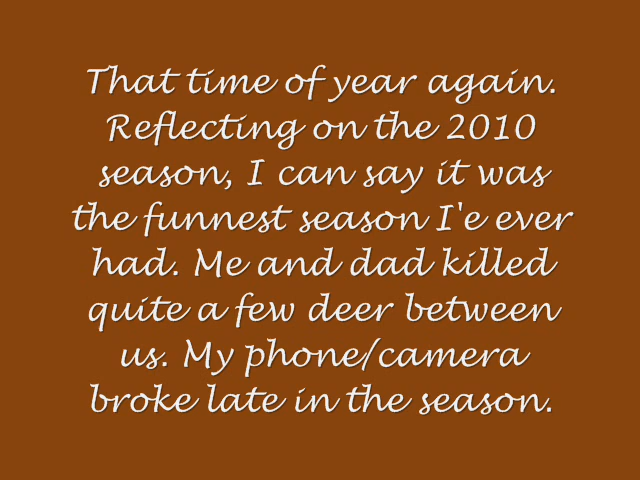 That time of year again.
Reflecting on the 2010
season, I can say it was
the funnest season I'e ever
had. Me and dad killed
quite a few deer between
us. My phone/camera
broke late in the season.